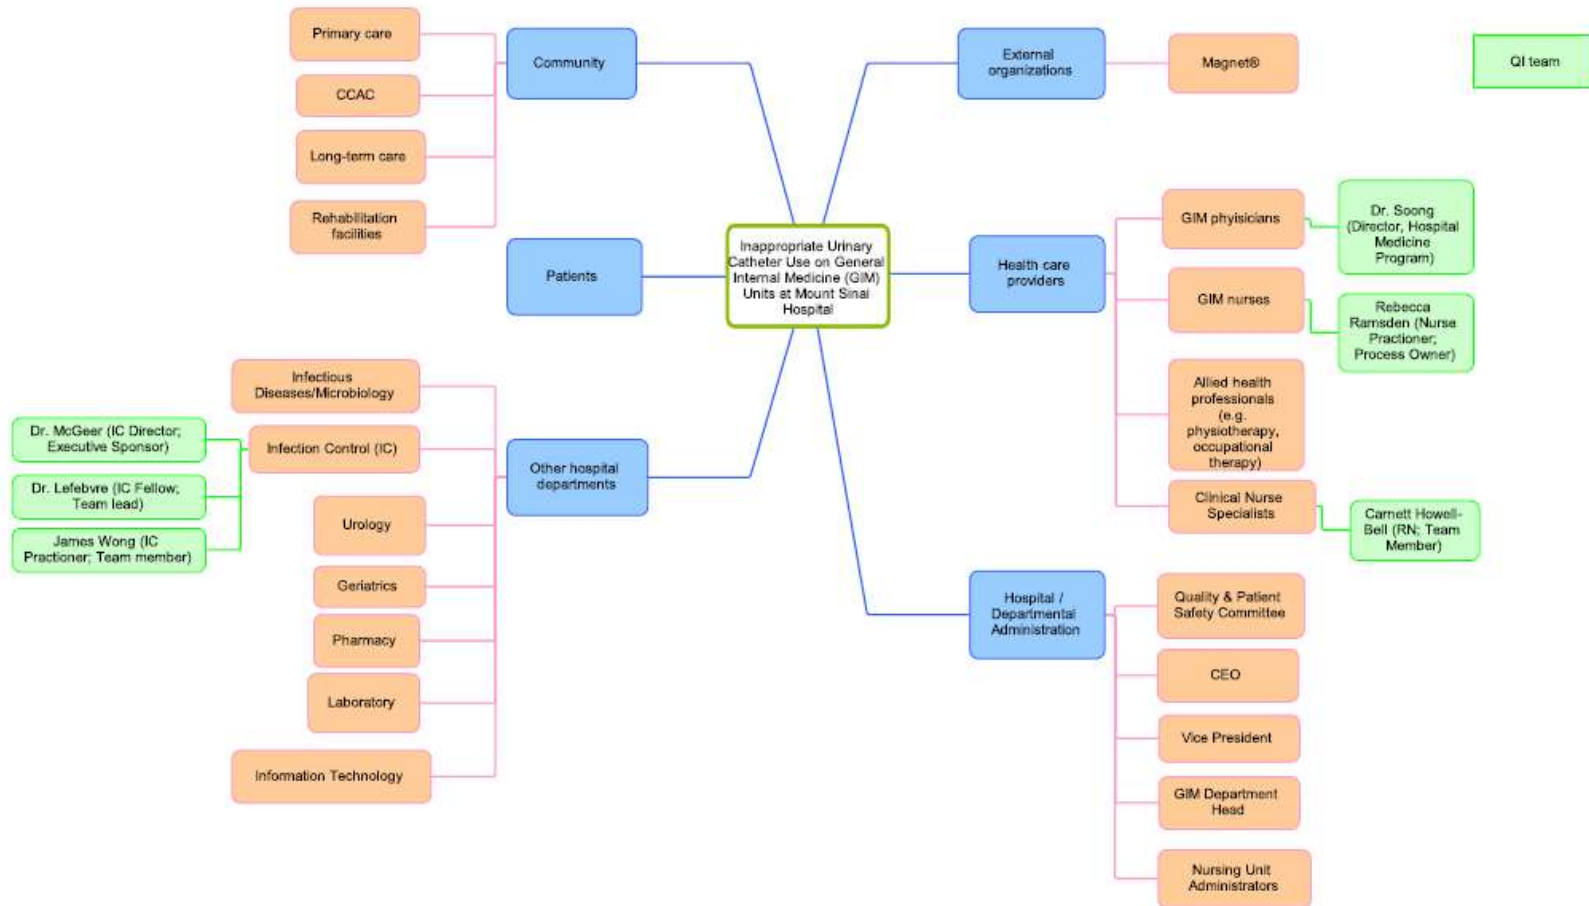 Primary care
CCAC
Long-term care
Rehabilitation
facilities
Community
Patients
External
organizations
Magnet®
QI team
Inappropriate Urinary
Catheter Use on General
Internal Medicine (GIM)
Units at Mount Sinai
Hospital
Health care
providers
GIM phyisicians
Dr. Soong
(Director, Hospital
Medicine
Program)
GIM nurses
Rebecca
Ramsden (Nurse
Practioner;
Process Owner)
Allied health
professionals
(e.g.
physiotherapy,
occupational
therapy)
Clinical Nurse
Specialists
Carnett Howell-
Bell (RN; Team
Member)
Infectious
Diseases/Microbiology
Dr. McGeer (IC Director;
Executive Sponsor)
Infection Control (IC)
Dr. Lefebvre (IC Fellow;
Team lead)
James Wong (IC
Practioner; Team member)
Other hospital
departments
Urology
Geriatrics
Pharmacy
Laboratory
Information Technology
Hospital /
Departmental
Administration
Quality & Patient
Safety Committee
CEO
Vice President
GIM Department
Head
Nursing Unit
Administrators